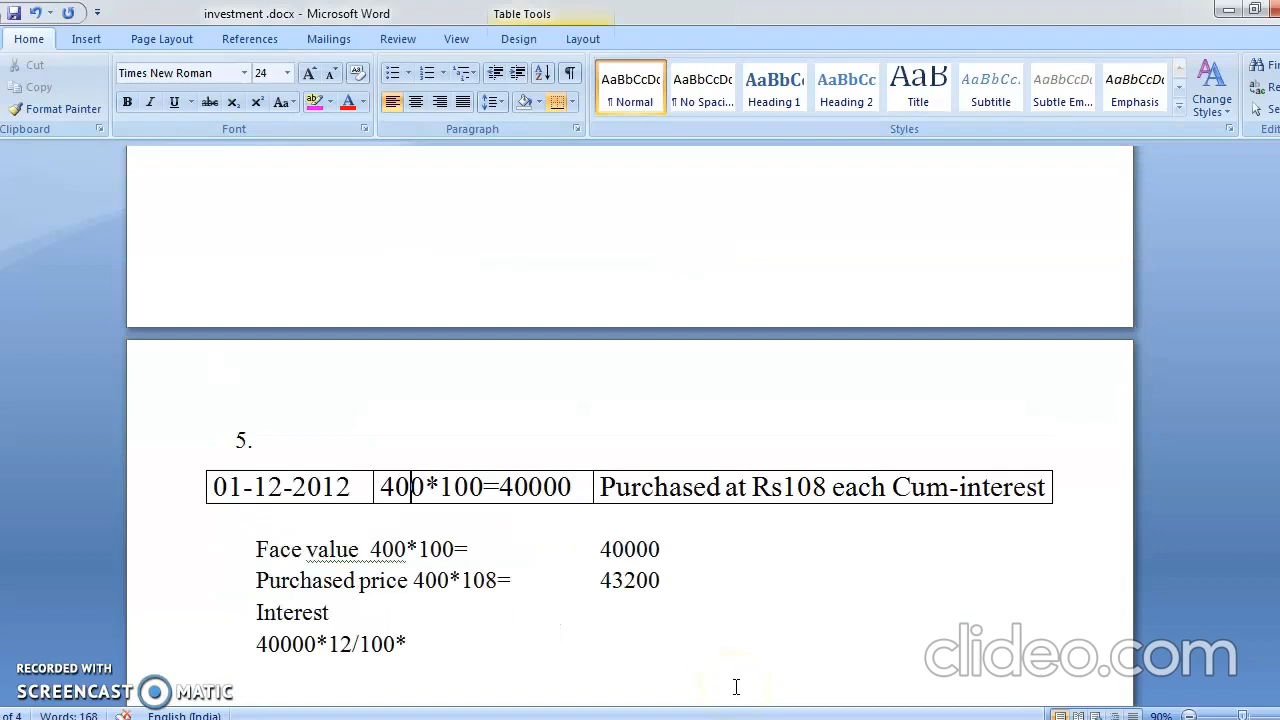 investment .docx - Microsoft Word
Table Tools
Home Insert Page Layout References Mailings Review View Design Layout
Cut
Copy
Format Painter
Clipboard
Times New Roman 24
Font
Paragraph
AaBbCcDc AaBbCcDc AaBbCc AaBbCc AaB AaBbCc. AaBbCcDc AaBbCcDc
¶ Normal ¶ No Spaci... Heading 1 Heading 2 Title Subtitle Subtle Em... Emphasis
Change Styles
Styles
5.
01-12-2012 400*100=40000 Purchased at Rs108 each Cum-interest
Face value 400*100= 40000
Purchased price 400*108= 43200
Interest
40000*12/100*
clideo.com
RECORDED WITH
SCREENCAST MATIC
of 4 Words: 168 English (India) 90%